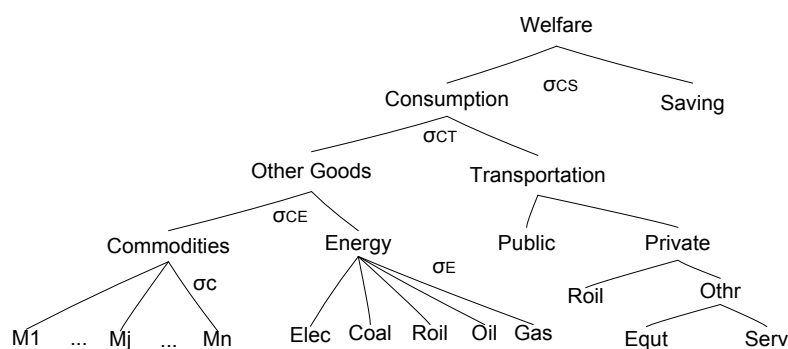 Welfare
σCS
Consumption
Saving
σCT
Other Goods
Transportation
σCE
Commodities
Energy
Public
Private
σC
σE
Roil
Othr
M1 ... Mj ... Mn
Elec Coal Roil Oil Gas
Equt Serv